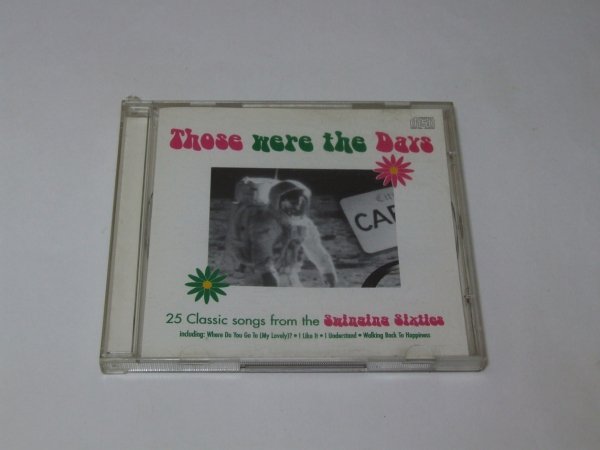 Those were the Days
CAR
25 Classic songs from the Swinging Sixties
including: Where Do You Go To (My Lovely)? • I Like It • I Understand • Walking Back To Happiness